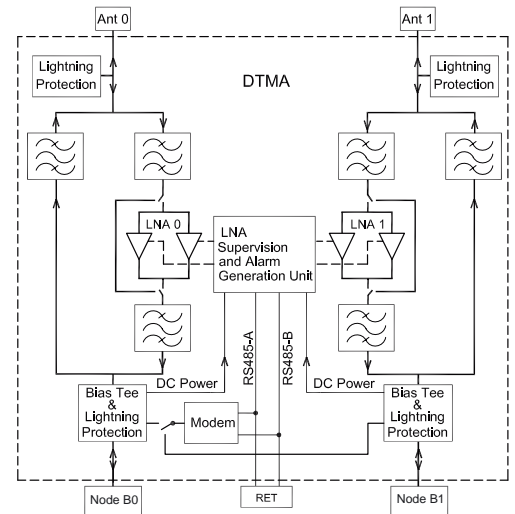 Ant 0
Ant 1
Lightning
Protection
DTMA
Lightning
Protection
LNA 0
LNA
Supervision
and Alarm
Generation Unit
LNA 1
RS485-A
RS485-B
DC Power
DC Power
Bias Tee
&
Lightning
Protection
Modem
Bias Tee
&
Lightning
Protection
Node B0
RET
Node B1